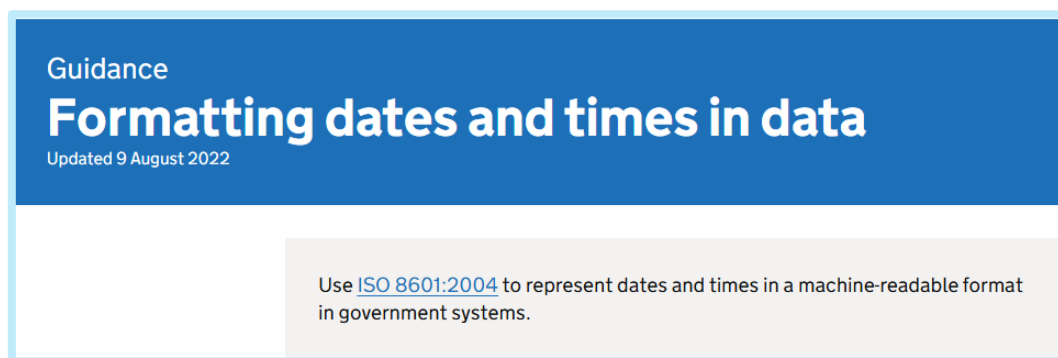 Guidance
Formatting dates and times in data
Updated 9 August 2022
Use ISO 8601:2004 to represent dates and times in a machine-readable format
in government systems.